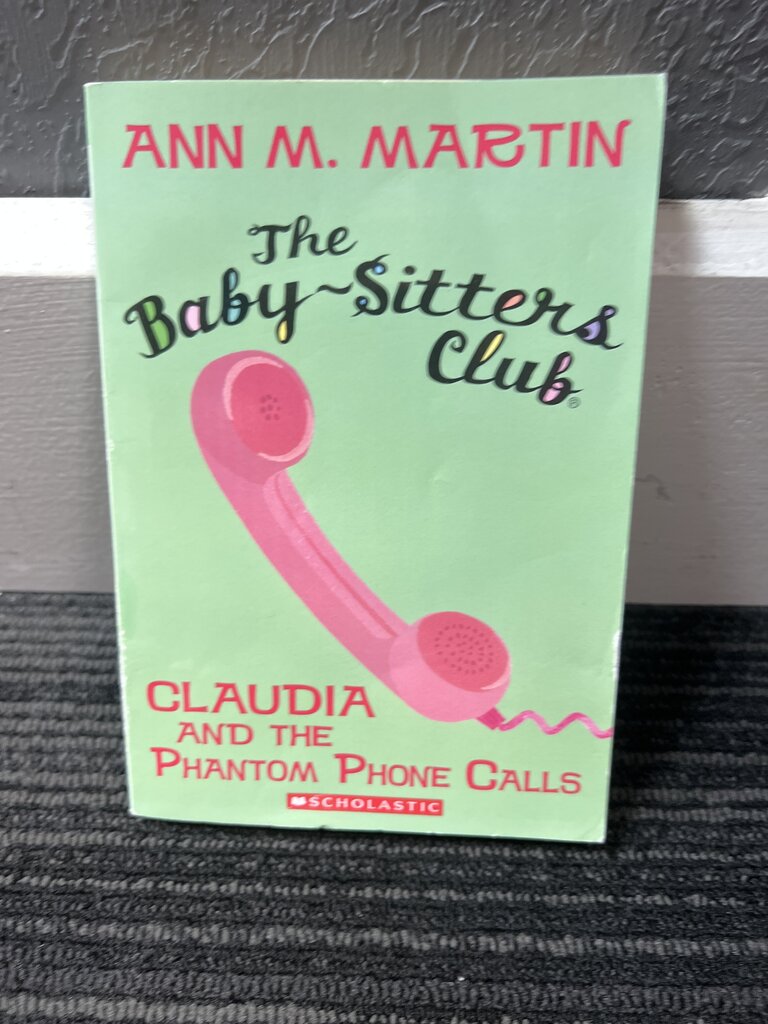 ANN M. MARTIN
The
Baby~Sitters
Club®
CLAUDIA
AND THE
PHANTOM PHONE CALLS
SCHOLASTIC